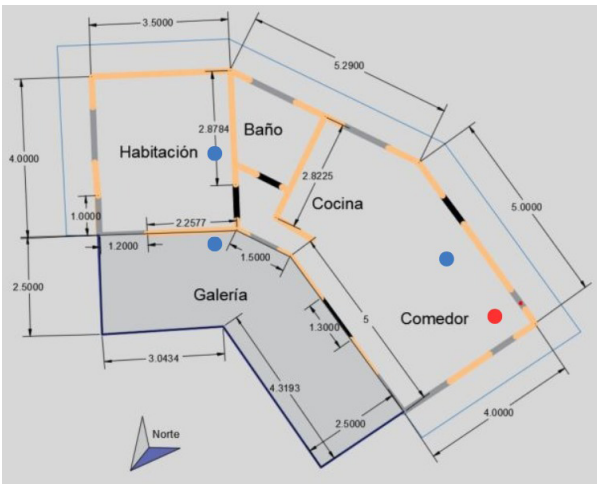 3.5000
5.2900
Baño
2.8784
Habitación
4.0000
2.8225
5.0000
Cocina
1.0000
2.2577
1.2000
1.5000
2.5000
Galería
1.3000
5
Comedor
3.0434
4.3193
2.5000
4.0000
Norte